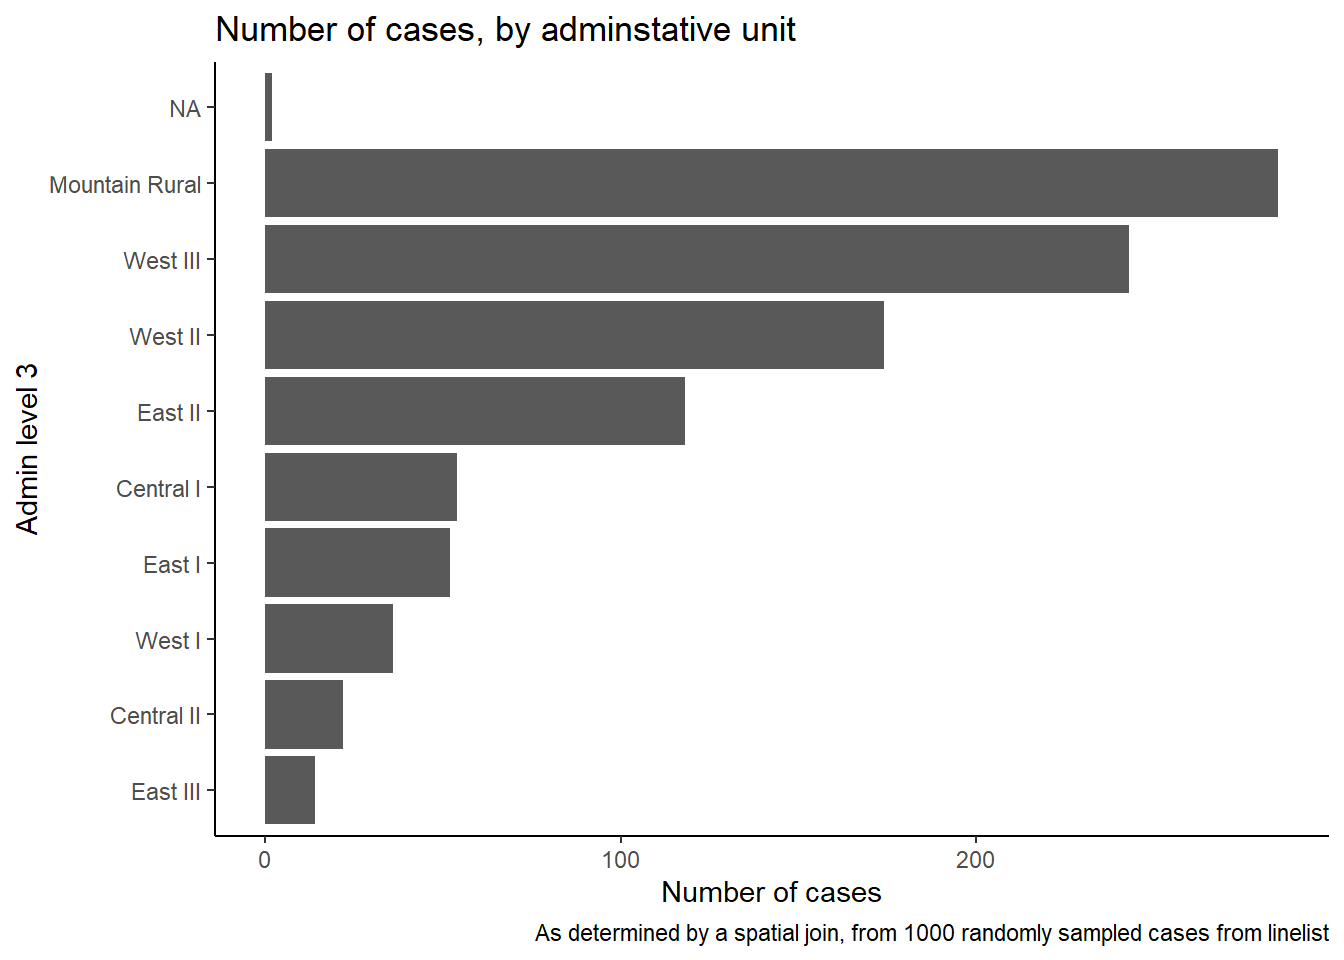 Number of cases, by adminstative unit
NA
Mountain Rural
West III
West II
East II
Central I
East I
West I
Central II
East III
Admin level 3
0 100 200
Number of cases
As determined by a spatial join, from 1000 randomly sampled cases from linelist